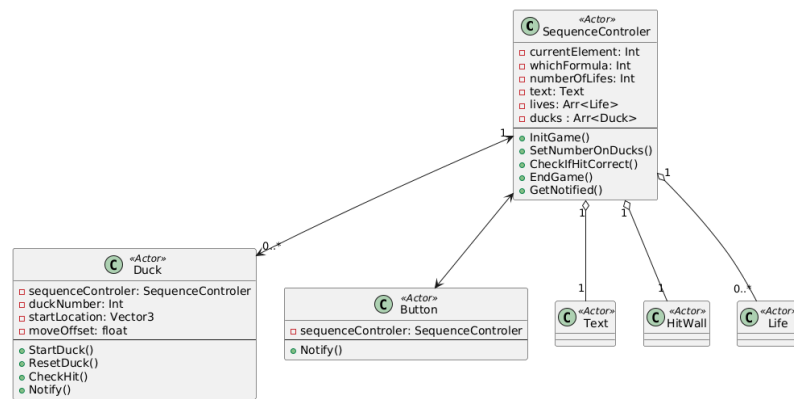 C «Actor»
SequenceControler
currentElement: Int
whichFormula: Int
numberOfLifes: Int
text: Text
lives: Arr<Life>
ducks : Arr<Duck>
InitGame()
SetNumberOnDucks()
CheckIfHitCorrect()
EndGame()
GetNotified()
1
1
1
1
0..*
C «Actor»
Duck
sequenceControler: SequenceControler
duckNumber: Int
startLocation: Vector3
moveOffset: float
StartDuck()
ResetDuck()
CheckHit()
Notify()
C «Actor»
Button
sequenceControler: SequenceControler
Notify()
1
1
0..*
C «Actor»
Text
C «Actor»
HitWall
C «Actor»
Life